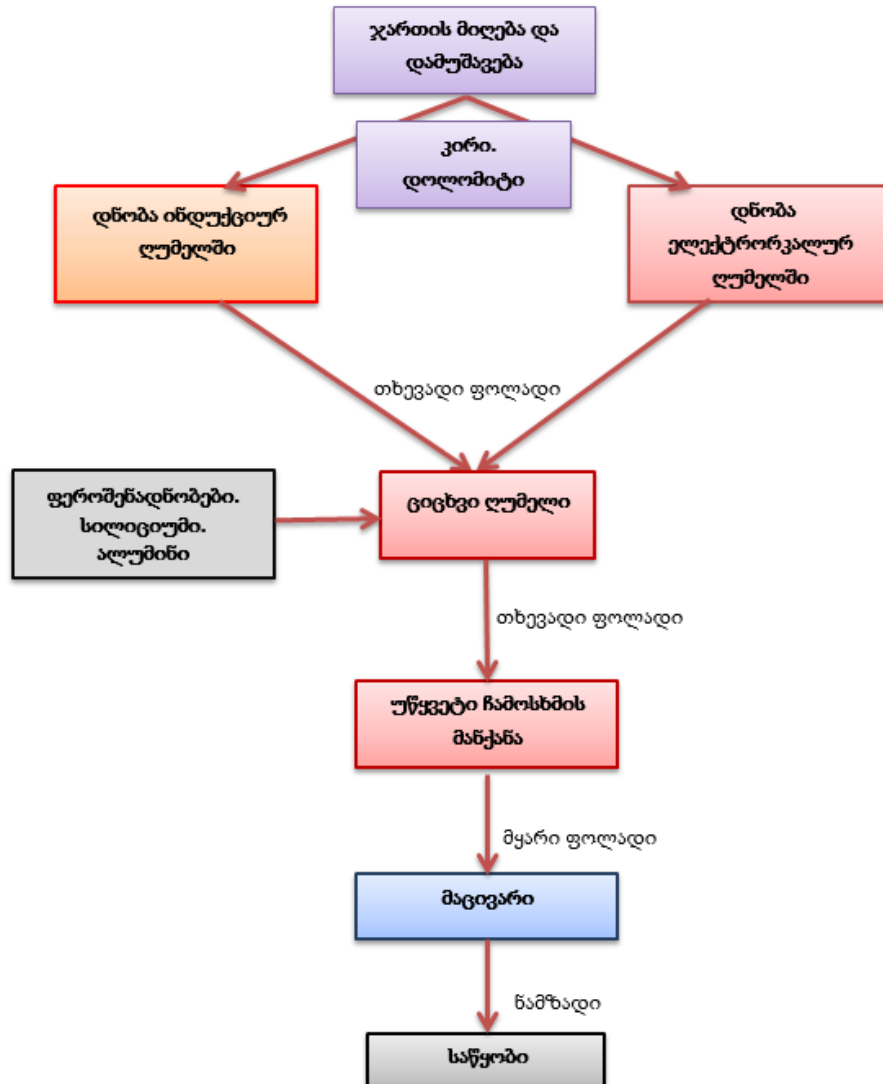 ჯართის მიღება და
დამუშავება
კირი.
დოლომიტი
დნობა ინდუქციურ
ღუმელში
დნობა
ელექტრორკალურ
ღუმელში
თხევადი ფოლადი
ფეროშენადნობები.
სილიციუმი.
ალუმინი
ციცხვი ღუმელი
თხევადი ფოლადი
უწყვეტი ჩამოსხმის
მანქანა
მყარი ფოლადი
მაცივარი
ნამზადი
საწყობი